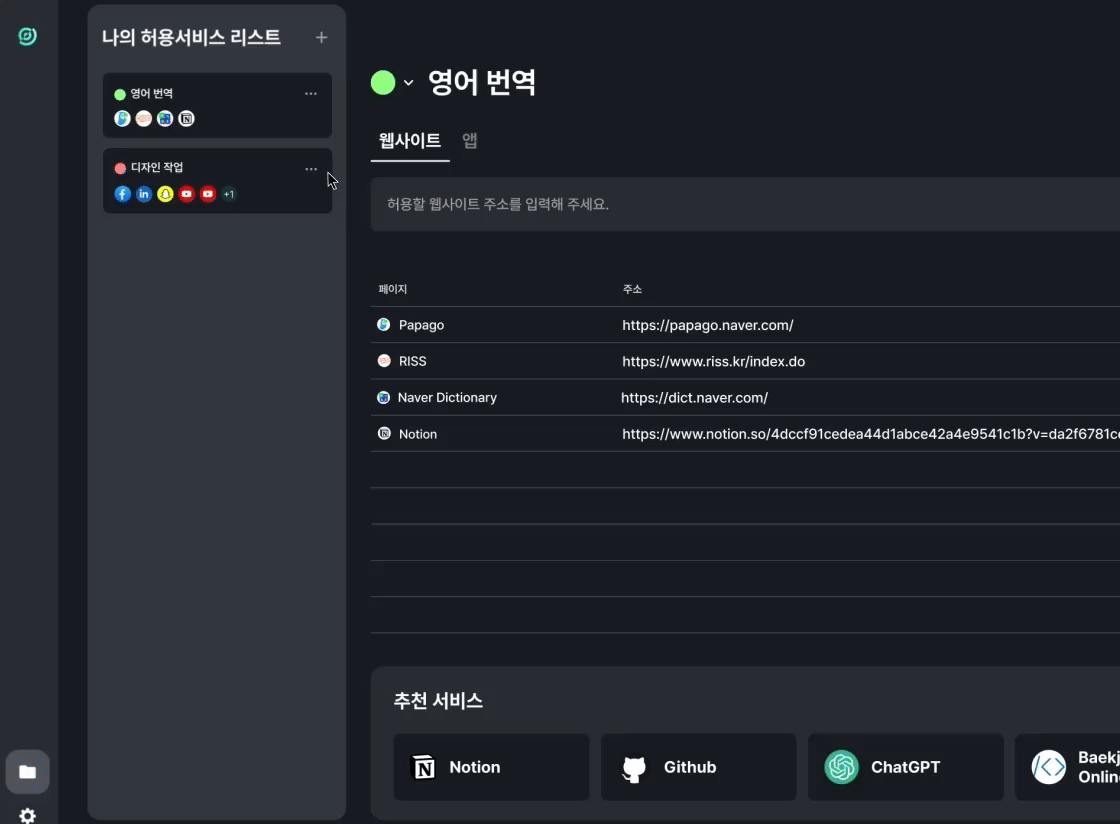 나의 허용서비스 리스트
영어 번역
디자인 작업
+1
영어 번역
웹사이트 앱
허용할 웹사이트 주소를 입력해 주세요.
페이지 주소
Papago https://papago.naver.com/
RISS https://www.riss.kr/index.do
Naver Dictionary https://dict.naver.com/
Notion https://www.notion.so/4dccf91cedea44d1abce42a4e9541c1b?v=da2f6781c
추천 서비스
Notion
Github
ChatGPT
Baekj
Onlin